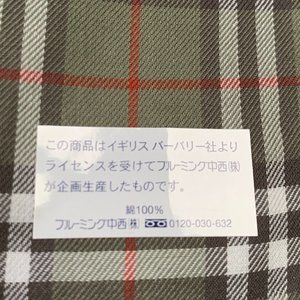 この商品はイギリス バーバリー社より
ライセンスを受けてブルーミング中西㈱
が企画生産したものです。
綿100%
ブルーミング中西㈱ 0120-030-632